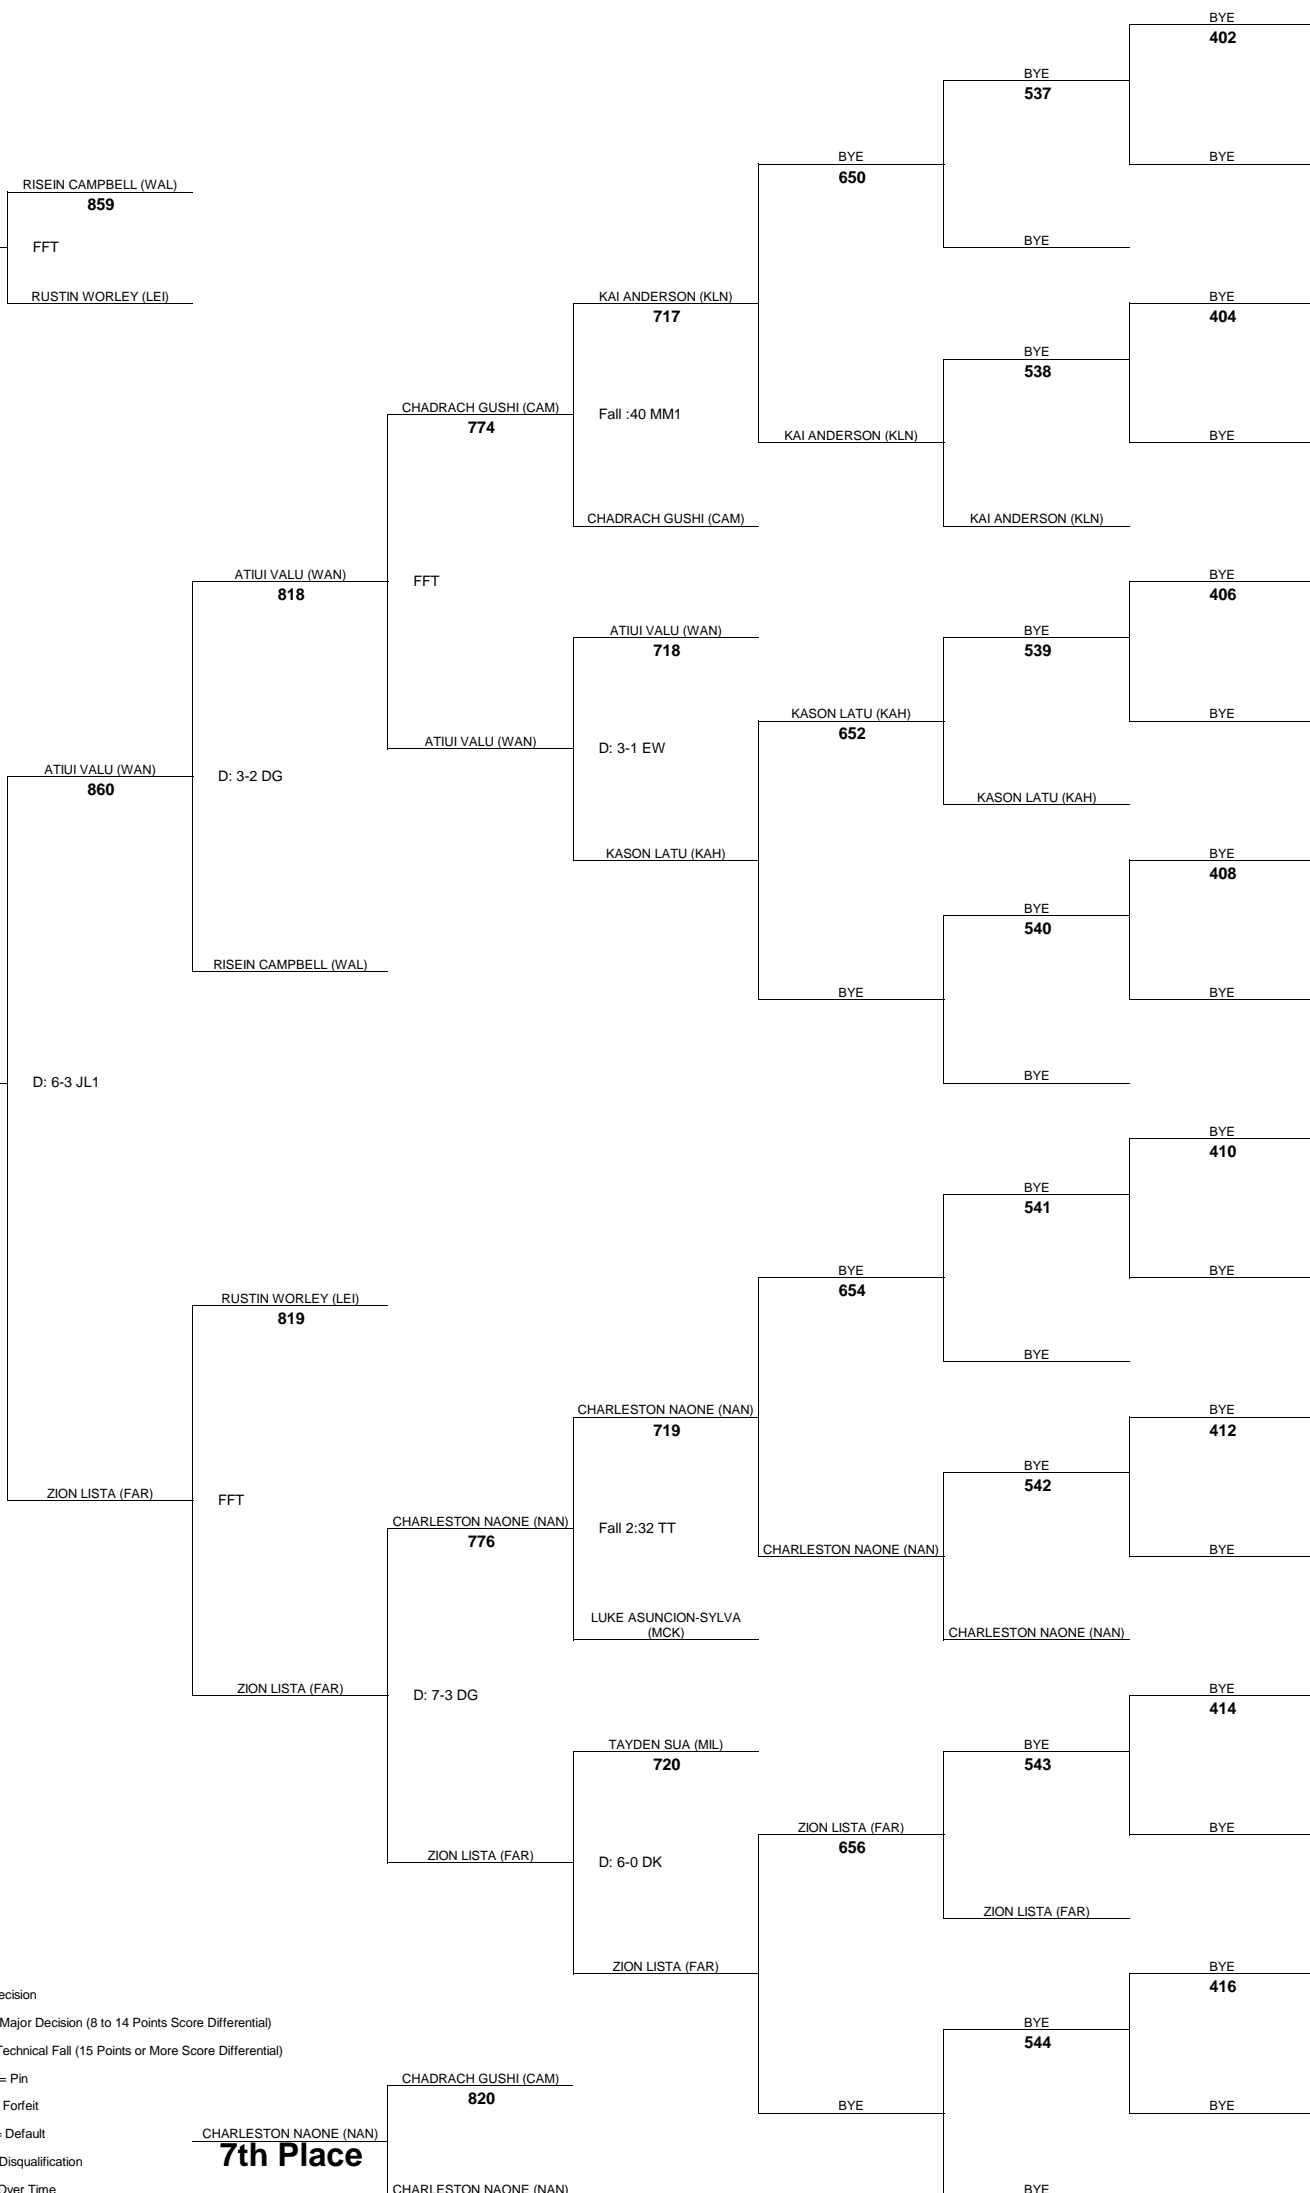 BYE
402
BYE
537
BYE
650
BYE
RISEIN CAMPBELL (WAL)
859
BYE
FFT
RUSTIN WORLEY (LEI)
KAI ANDERSON (KLN)
717
BYE
404
BYE
538
CHADRACH GUSHI (CAM)
774
Fall :40 MM1
KAI ANDERSON (KLN)
BYE
CHADRACH GUSHI (CAM)
KAI ANDERSON (KLN)
ATIUI VALU (WAN)
818
FFT
BYE
406
ATIUI VALU (WAN)
718
BYE
539
KASON LATU (KAH)
652
BYE
ATIUI VALU (WAN)
D: 3-1 EW
ATIUI VALU (WAN)
860
D: 3-2 DG
KASON LATU (KAH)
KASON LATU (KAH)
BYE
408
BYE
540
RISEIN CAMPBELL (WAL)
BYE
BYE
D: 6-3 JL1
BYE
BYE
410
BYE
541
BYE
654
BYE
RUSTIN WORLEY (LEI)
819
BYE
CHARLESTON NAONE (NAN)
719
BYE
412
BYE
542
ZION LISTA (FAR)
FFT
CHARLESTON NAONE (NAN)
776
Fall 2:32 TT
CHARLESTON NAONE (NAN)
BYE
LUKE ASUNCION-SYLVA
(MCK)
CHARLESTON NAONE (NAN)
ZION LISTA (FAR)
D: 7-3 DG
BYE
414
TAYDEN SUA (MIL)
720
BYE
543
ZION LISTA (FAR)
656
BYE
ZION LISTA (FAR)
D: 6-0 DK
ZION LISTA (FAR)
ZION LISTA (FAR)
BYE
416
ecision
Major Decision (8 to 14 Points Score Differential)
BYE
544
Technical Fall (15 Points or More Score Differential)
= Pin
CHADRACH GUSHI (CAM)
820
Forfeit
BYE
BYE
= Default
CHARLESTON NAONE (NAN)
7th Place
Disqualification
Over Time
CHARLESTON NAONE (NAN)
BYE